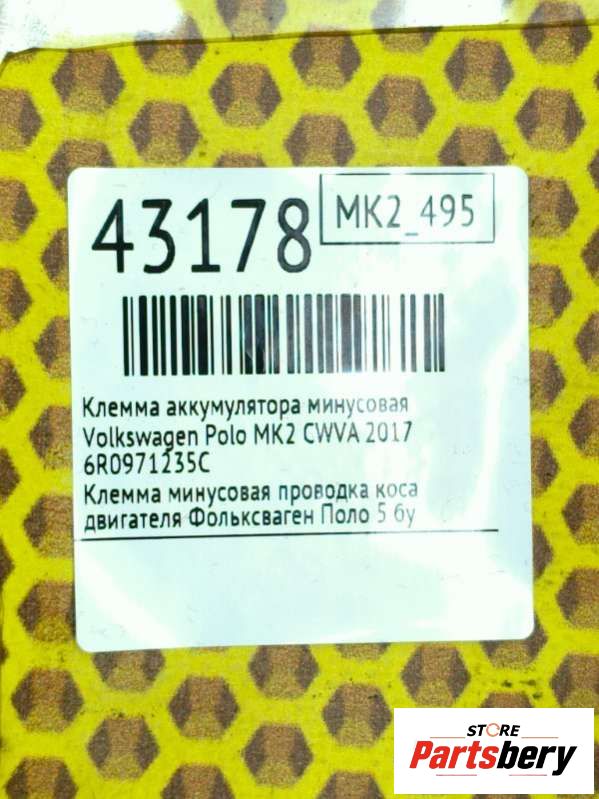 43178
MK2_495
Клемма аккумулятора минусовая
Volkswagen Polo MK2 CWVA 2017
6R0971235C
Клемма минусовая проводка коса
двигателя Фольксваген Поло 5 бу
STORE
Partsbery